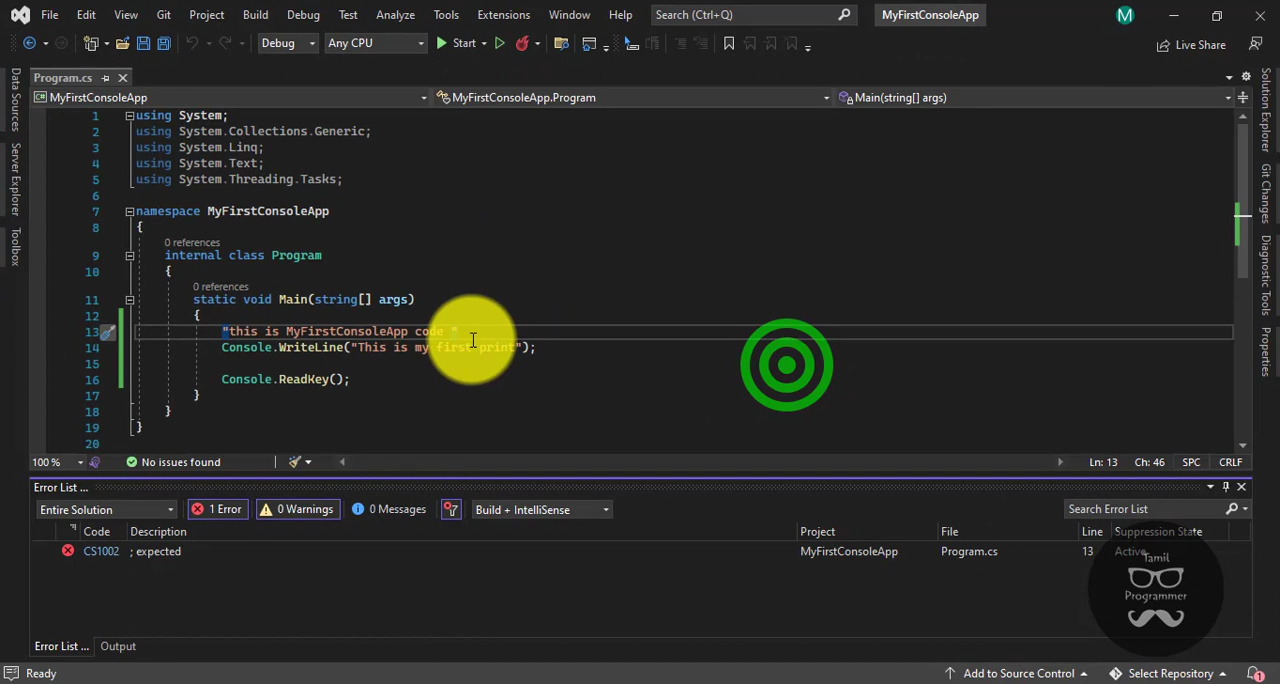 File Edit View Git Project Build Debug Test Analyze Tools Extensions Window Help Search (Ctrl+Q) MyFirstConsoleApp M
Debug Any CPU Start Live Share
Program.cs
MyFirstConsoleApp MyFirstConsoleApp.Program Main(string[] args)
Data Sources
Server Explorer
Toolbox
Solution Explorer
Git Changes
Diagnostic Tools
Properties
1 using System;
2 using System.Collections.Generic;
3 using System.Linq;
4 using System.Text;
5 using System.Threading.Tasks;
6
7 namespace MyFirstConsoleApp
8 {
0 references
9 internal class Program
10 {
0 references
11 static void Main(string[] args)
12 {
13 "this is MyFirstConsoleApp code "
14 Console.WriteLine("This is my first print");
15
16 Console.ReadKey();
17 }
18 }
19 }
20
100 % No issues found Ln: 13 Ch: 46 SPC CRLF
Error List ...
Entire Solution 1 Error 0 Warnings 0 Messages Build + IntelliSense Search Error List
Code Description Project File Line Suppression State
CS1002 ; expected MyFirstConsoleApp Program.cs 13 Active
Tamil
Programmer
Error List ... Output
Ready Add to Source Control Select Repository 1